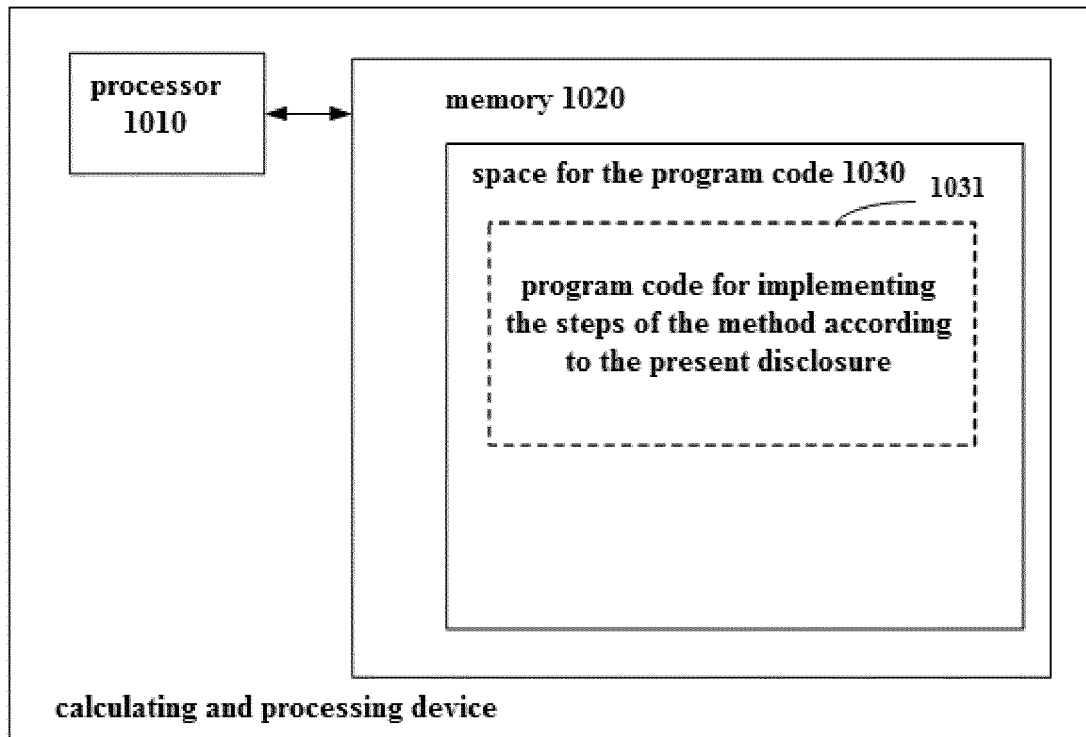 processor
1010
memory 1020
space for the program code 1030
1031
program code for implementing
the steps of the method according
to the present disclosure
calculating and processing device